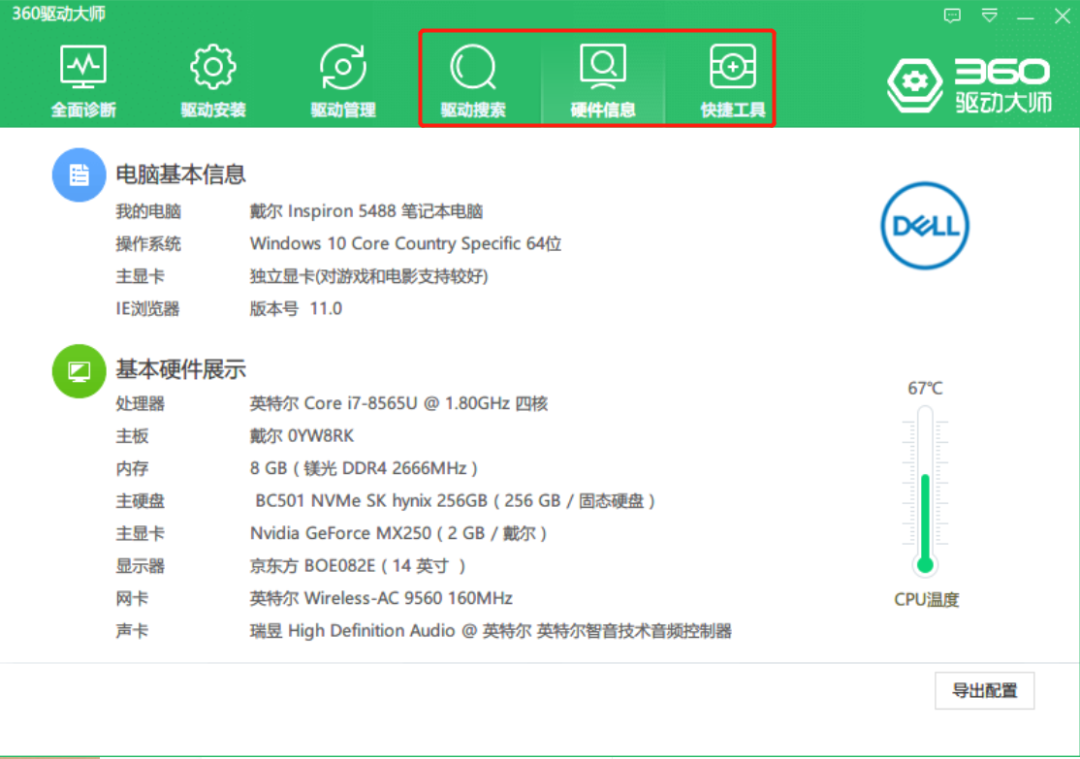 360驱动大师
全面诊断 驱动安装 驱动管理 驱动搜索 硬件信息 快捷工具
360
驱动大师
电脑基本信息
我的电脑 戴尔 Inspiron 5488 笔记本电脑
操作系统 Windows 10 Core Country Specific 64位
主显卡 独立显卡(对游戏和电影支持较好)
IE浏览器 版本号 11.0
DELL
基本硬件展示
处理器 英特尔 Core i7-8565U @ 1.80GHz 四核
主板 戴尔 0YW8RK
内存 8 GB ( 镁光 DDR4 2666MHz )
主硬盘 BC501 NVMe SK hynix 256GB ( 256 GB / 固态硬盘 )
主显卡 Nvidia GeForce MX250 ( 2 GB / 戴尔 )
显示器 京东方 BOE082E ( 14 英寸 )
网卡 英特尔 Wireless-AC 9560 160MHz
声卡 瑞昱 High Definition Audio @ 英特尔 英特尔智音技术音频控制器
67℃
CPU温度
导出配置